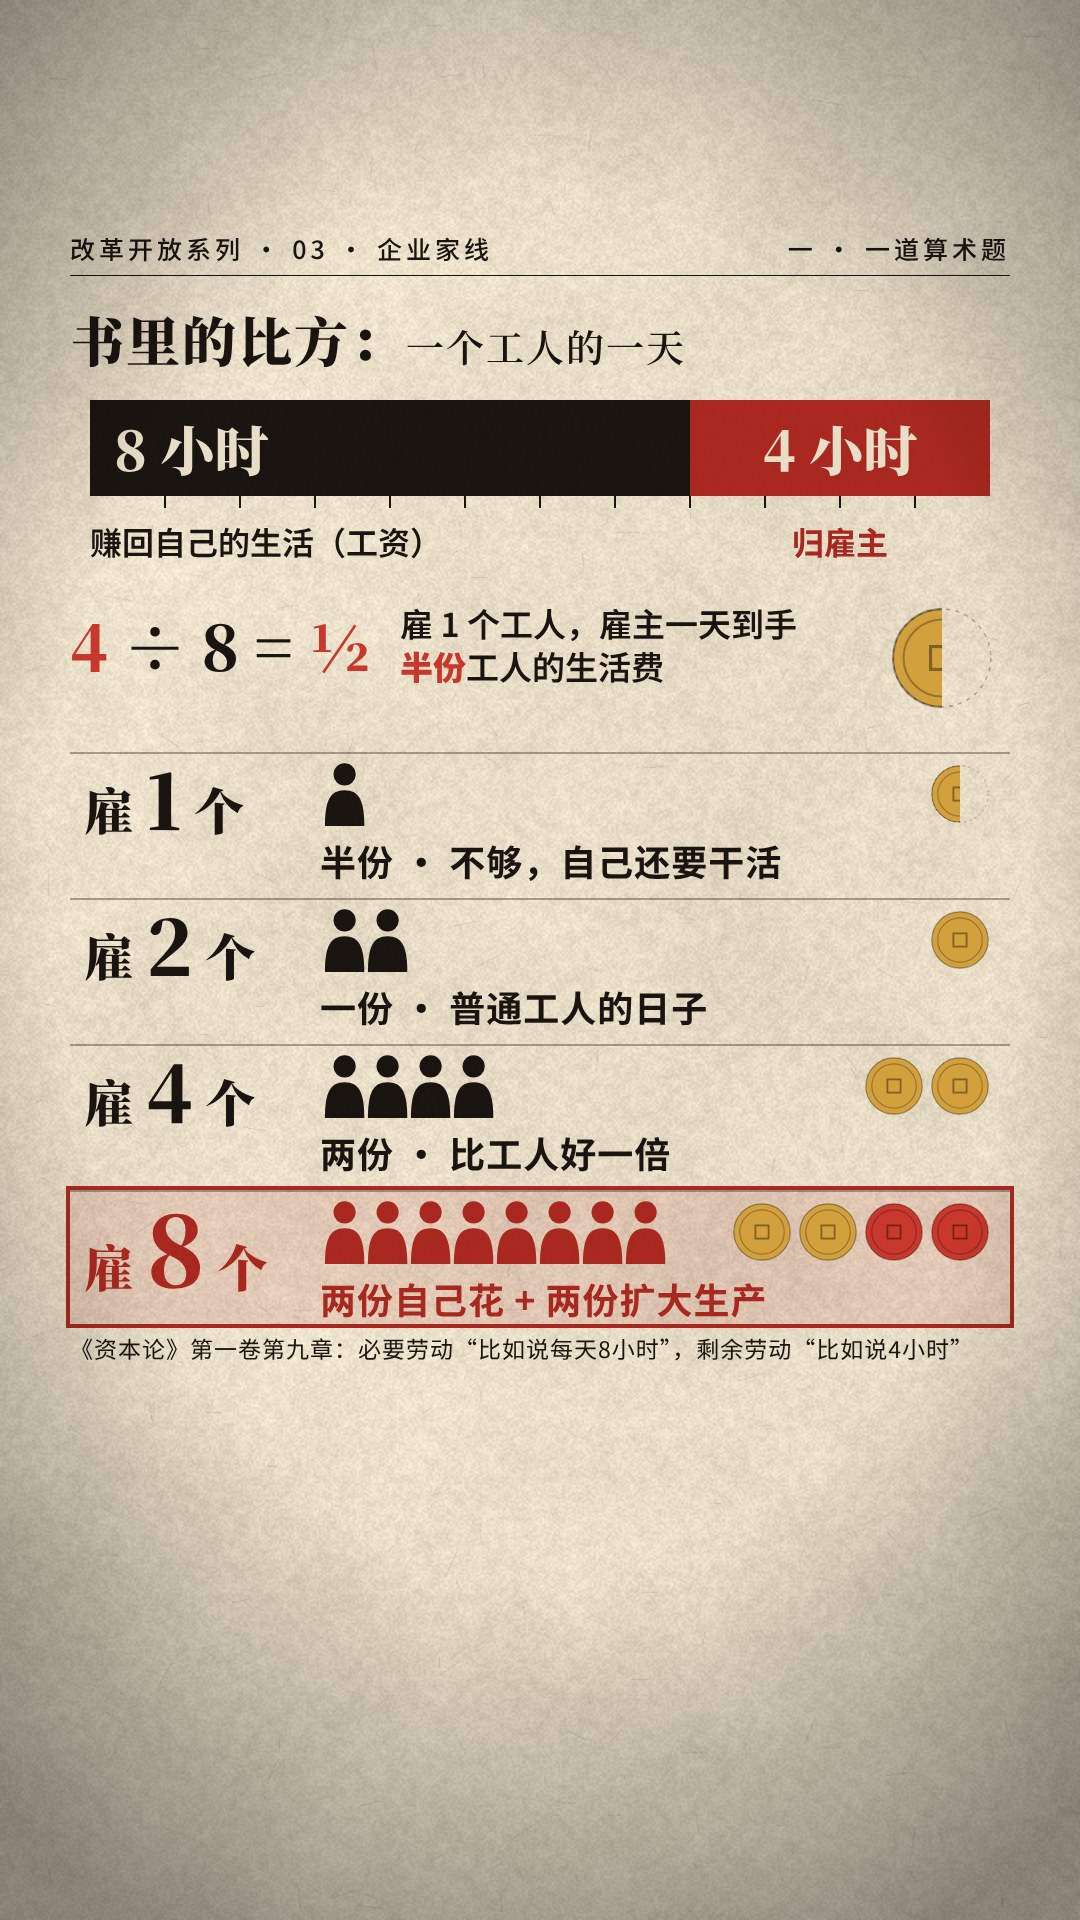 改革开放系列 · 03 · 企业家线
一 · 一道算术题
书里的比方：一个工人的一天
8 小时
4 小时
赚回自己的生活（工资）
归雇主
4 ÷ 8 = ½
雇 1 个工人，雇主一天到手
半份工人的生活费
雇 1 个
半份 · 不够，自己还要干活
雇 2 个
一份 · 普通工人的日子
雇 4 个
两份 · 比工人好一倍
雇 8 个
两份自己花 + 两份扩大生产
《资本论》第一卷第九章：必要劳动“比如说每天8小时”，剩余劳动“比如说4小时”